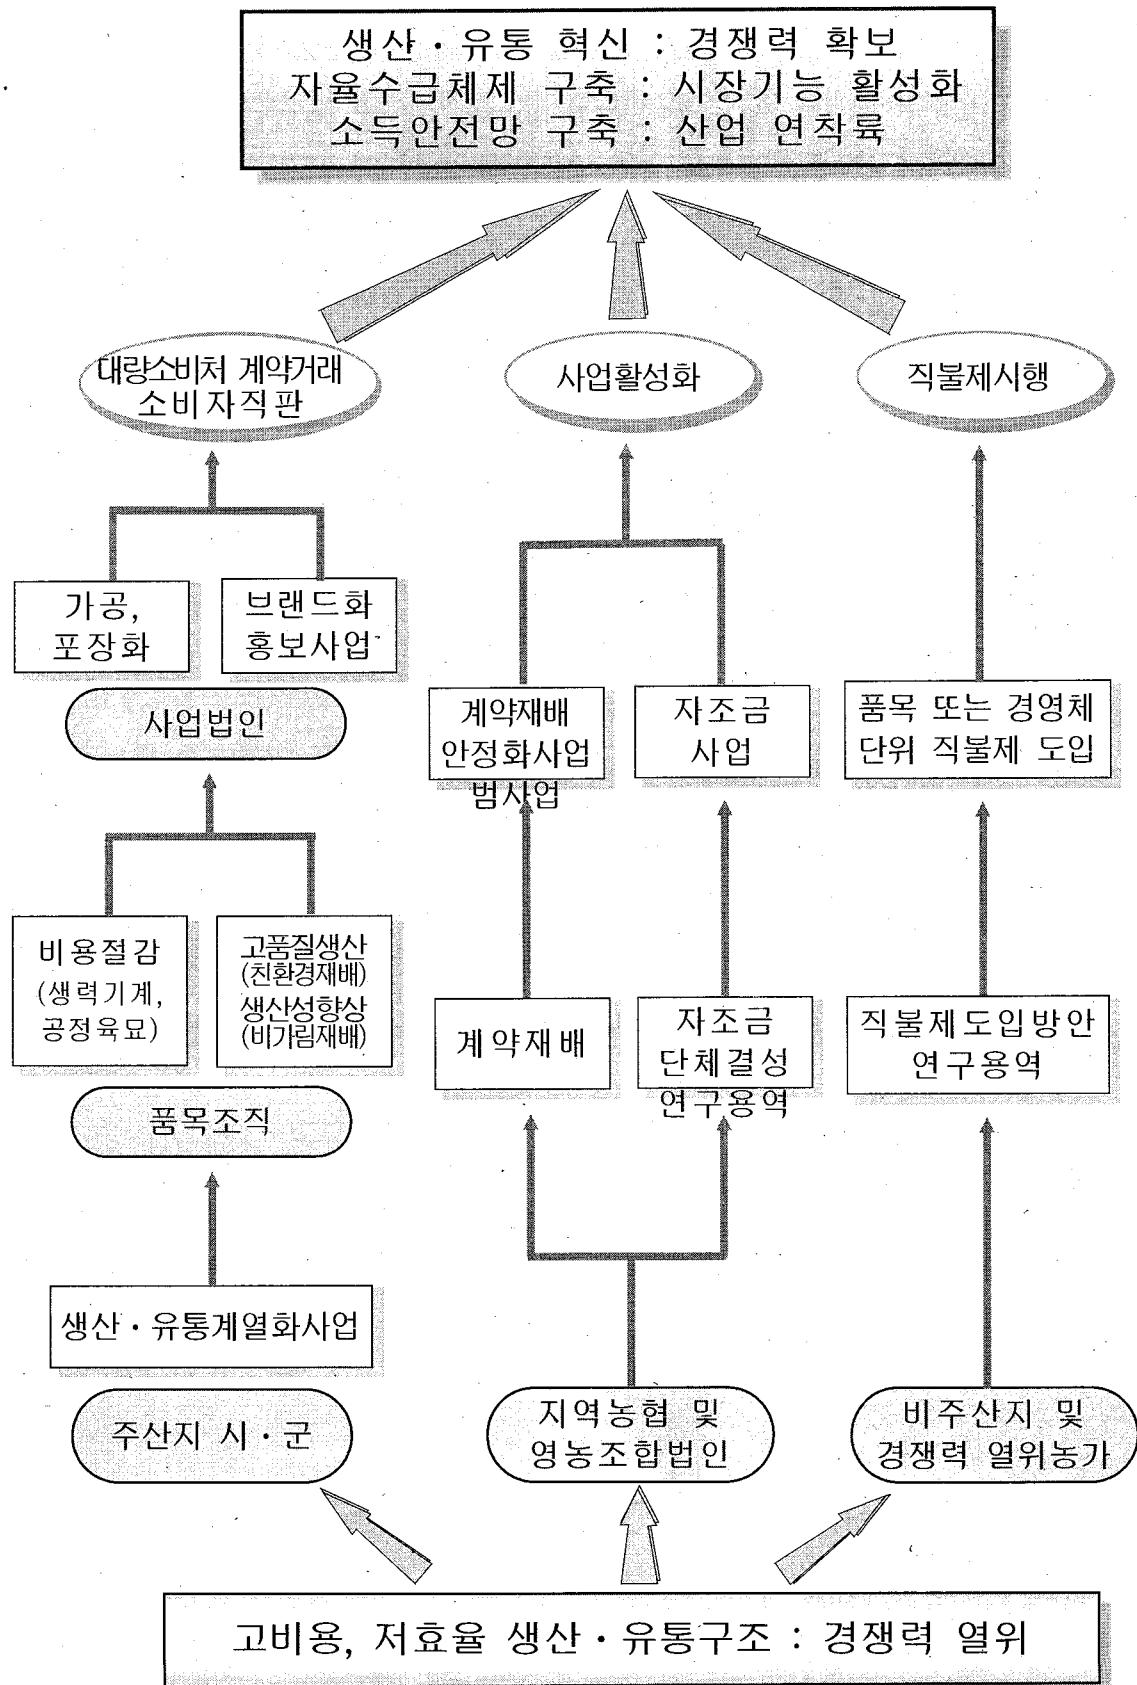 생산·유통 혁신 : 경쟁력 확보
자율수급체제 구축 : 시장기능 활성화
소득안전망 구축 : 산업 연착륙
대량소비처 계약거래
소비자직판
사업활성화
직불제시행
가공,
포장화
브랜드화
홍보사업
사업법인
계약재배
안정화사업
범사업
자조금
사업
품목 또는 경영체
단위 직불제 도입
비용절감
(생력기계,
공정육묘)
고품질생산
(친환경재배)
생산성향상
(비가림재배)
계약재배
자조금
단체결성
연구용역
직불제도입방안
연구용역
품목조직
생산·유통계열화사업
주산지 시·군
지역농협 및
영농조합법인
비주산지 및
경쟁력 열위농가
고비용, 저효율 생산·유통구조 : 경쟁력 열위